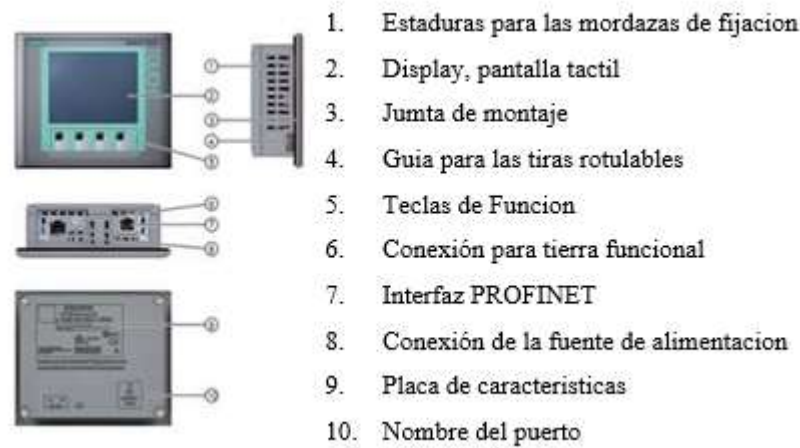 1. Estaduras para las mordazas de fijacion
2. Display, pantalla tactil
3. Jumta de montaje
4. Guia para las tiras rotulables
5. Teclas de Funcion
6. Conexión para tierra funcional
7. Interfaz PROFINET
8. Conexión de la fuente de alimentacion
9. Placa de caracteristicas
10. Nombre del puerto